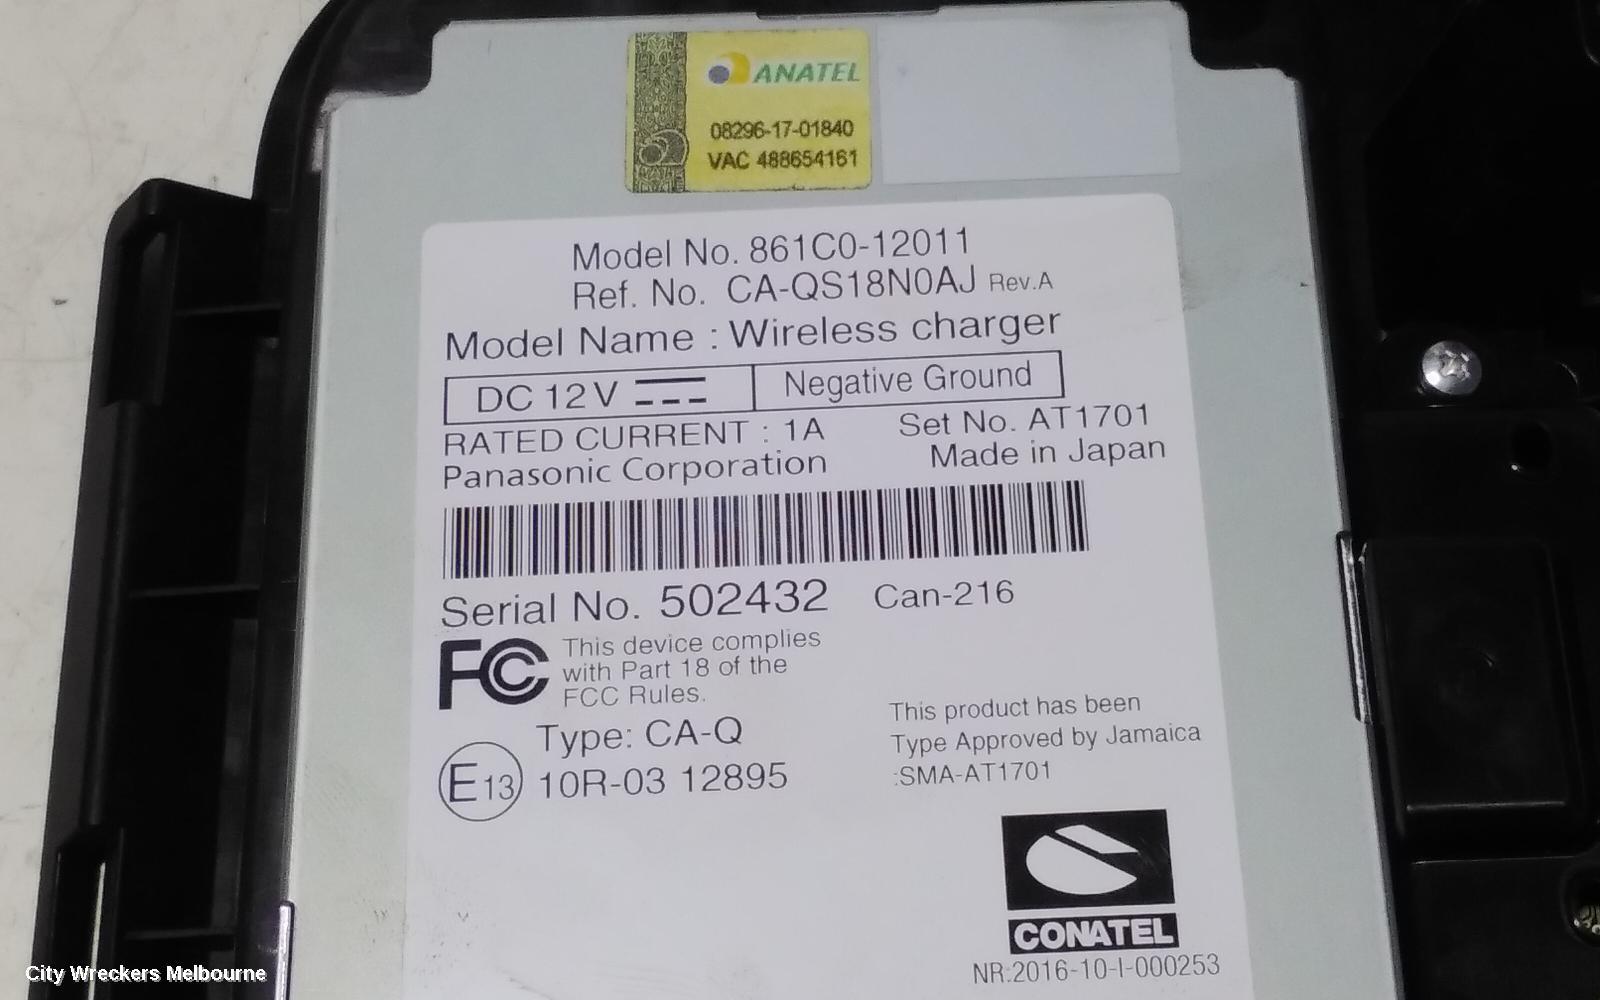 ANATEL
08296-17-01840
VAC 488654161
Model No. 861C0-12011
Ref. No. CA-QS18N0AJ Rev.A
Model Name : Wireless charger
DC 12V Negative Ground
RATED CURRENT : 1A Set No. AT1701
Panasonic Corporation Made in Japan
Serial No. 502432 Can-216
FC This device complies
with Part 18 of the
FCC Rules.
Type: CA-Q
E13 10R-03 12895
This product has been
Type Approved by Jamaica
:SMA-AT1701
CONATEL
NR:2016-10-I-000253
City Wreckers Melbourne